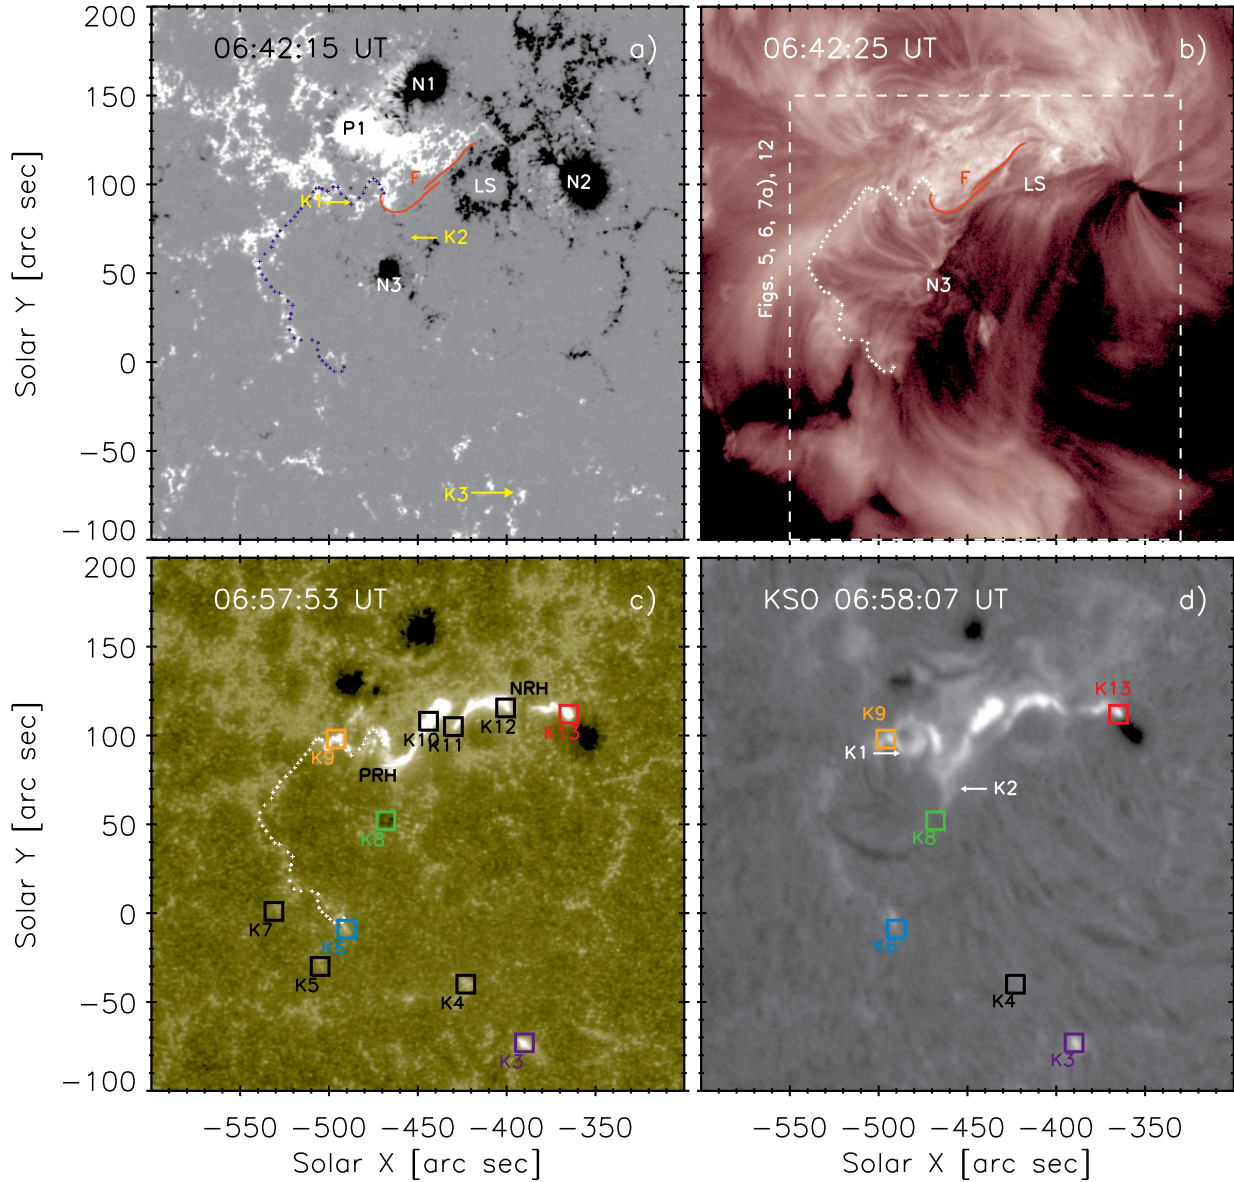 200
150
100
50
0
−50
−100
Solar Y [arc sec]
06:42:15 UT
a)
N1
P1
F
LS
N2
K1
K2
N3
K3
06:42:25 UT
b)
F
LS
N3
Figs. 5, 6, 7a), 12
200
150
100
50
0
−50
−100
Solar Y [arc sec]
06:57:53 UT
c)
NRH
K10
K11
K12
K13
K9
PRH
K8
K7
K6
K5
K4
K3
−550 −500 −450 −400 −350
Solar X [arc sec]
KSO 06:58:07 UT
d)
K13
K9
K1
K2
K8
K6
K4
K3
−550 −500 −450 −400 −350
Solar X [arc sec]